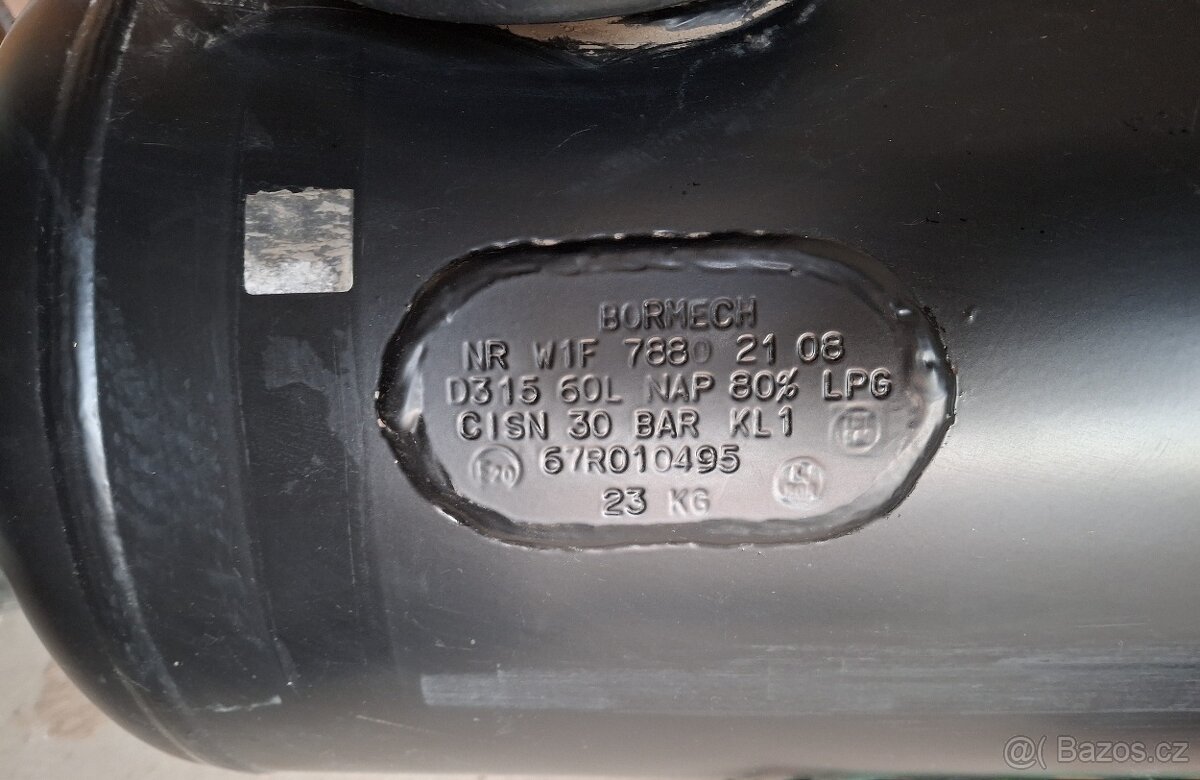 BORMECH
NR W1F 7880 21 08
D315 60L NAP 80% LPG
CISN 30 BAR KL1
E20 67R010495
23 KG
@( Bazos.cz